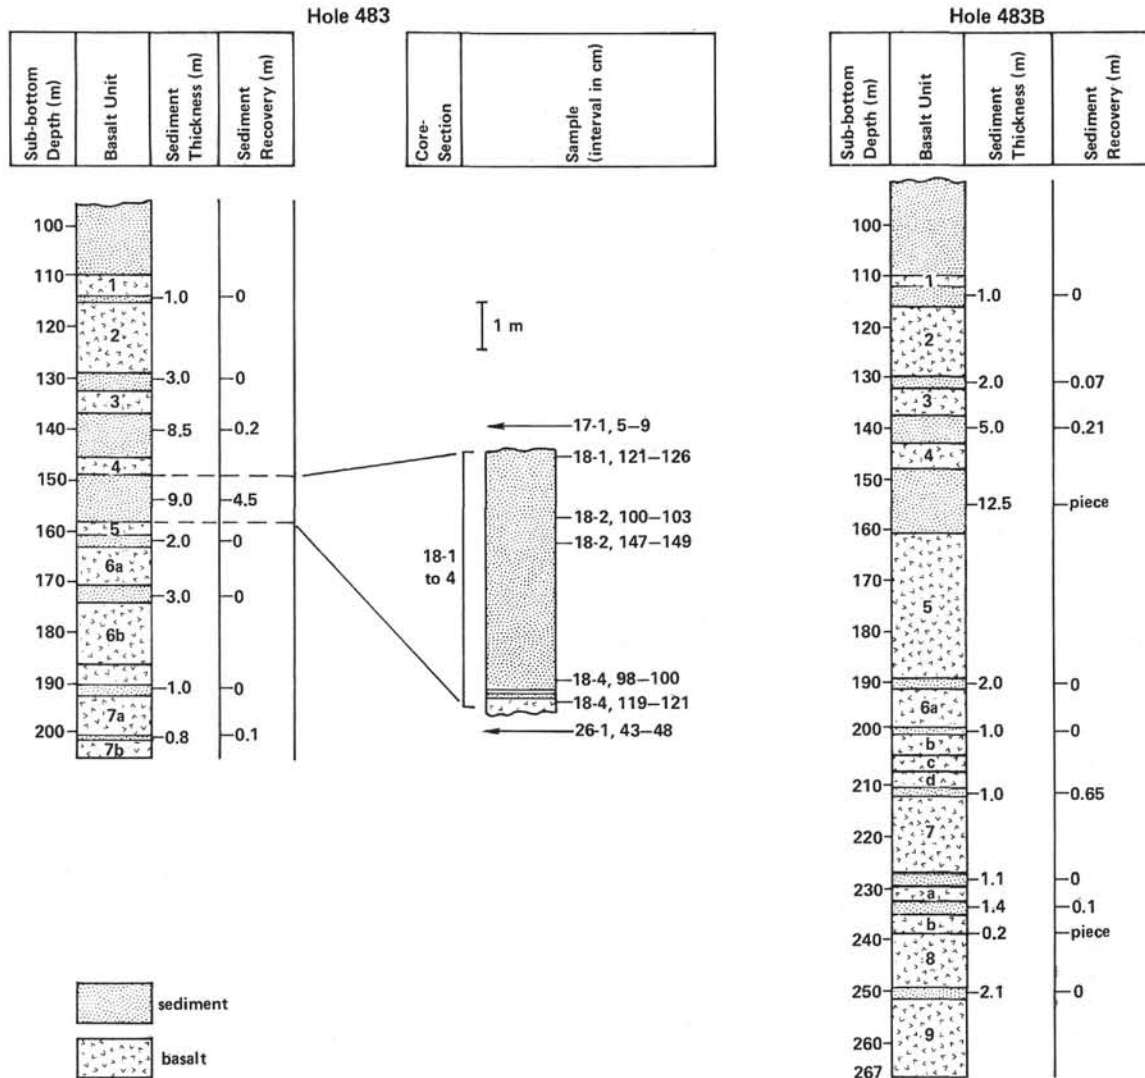 Hole 483
Sub-bottom
Depth (m)
Basalt Unit
Sediment
Thickness (m)
Sediment
Recovery (m)
100
110
120
130
140
150
160
170
180
190
200
1
2
3
4
5
6a
6b
7a
7b
1.0
3.0
8.5
9.0
2.0
3.0
1.0
0.8
0
0
0.2
4.5
0
0
0
0.1
Core-
Section
Sample
(interval in cm)
1 m
17-1, 5–9
18-1, 121–126
18-2, 100–103
18-2, 147–149
18-1
to 4
18-4, 98–100
18-4, 119–121
26-1, 43–48
Hole 483B
Sub-bottom
Depth (m)
Basalt Unit
Sediment
Thickness (m)
Sediment
Recovery (m)
100
110
120
130
140
150
160
170
180
190
200
210
220
230
240
250
260
267
1
2
3
4
5
6a
b
c
d
7
a
b
8
9
1.0
2.0
5.0
12.5
2.0
1.0
1.0
1.1
1.4
0.2
2.1
0
0.07
0.21
piece
0
0
0.65
0
0.1
piece
0
sediment
basalt